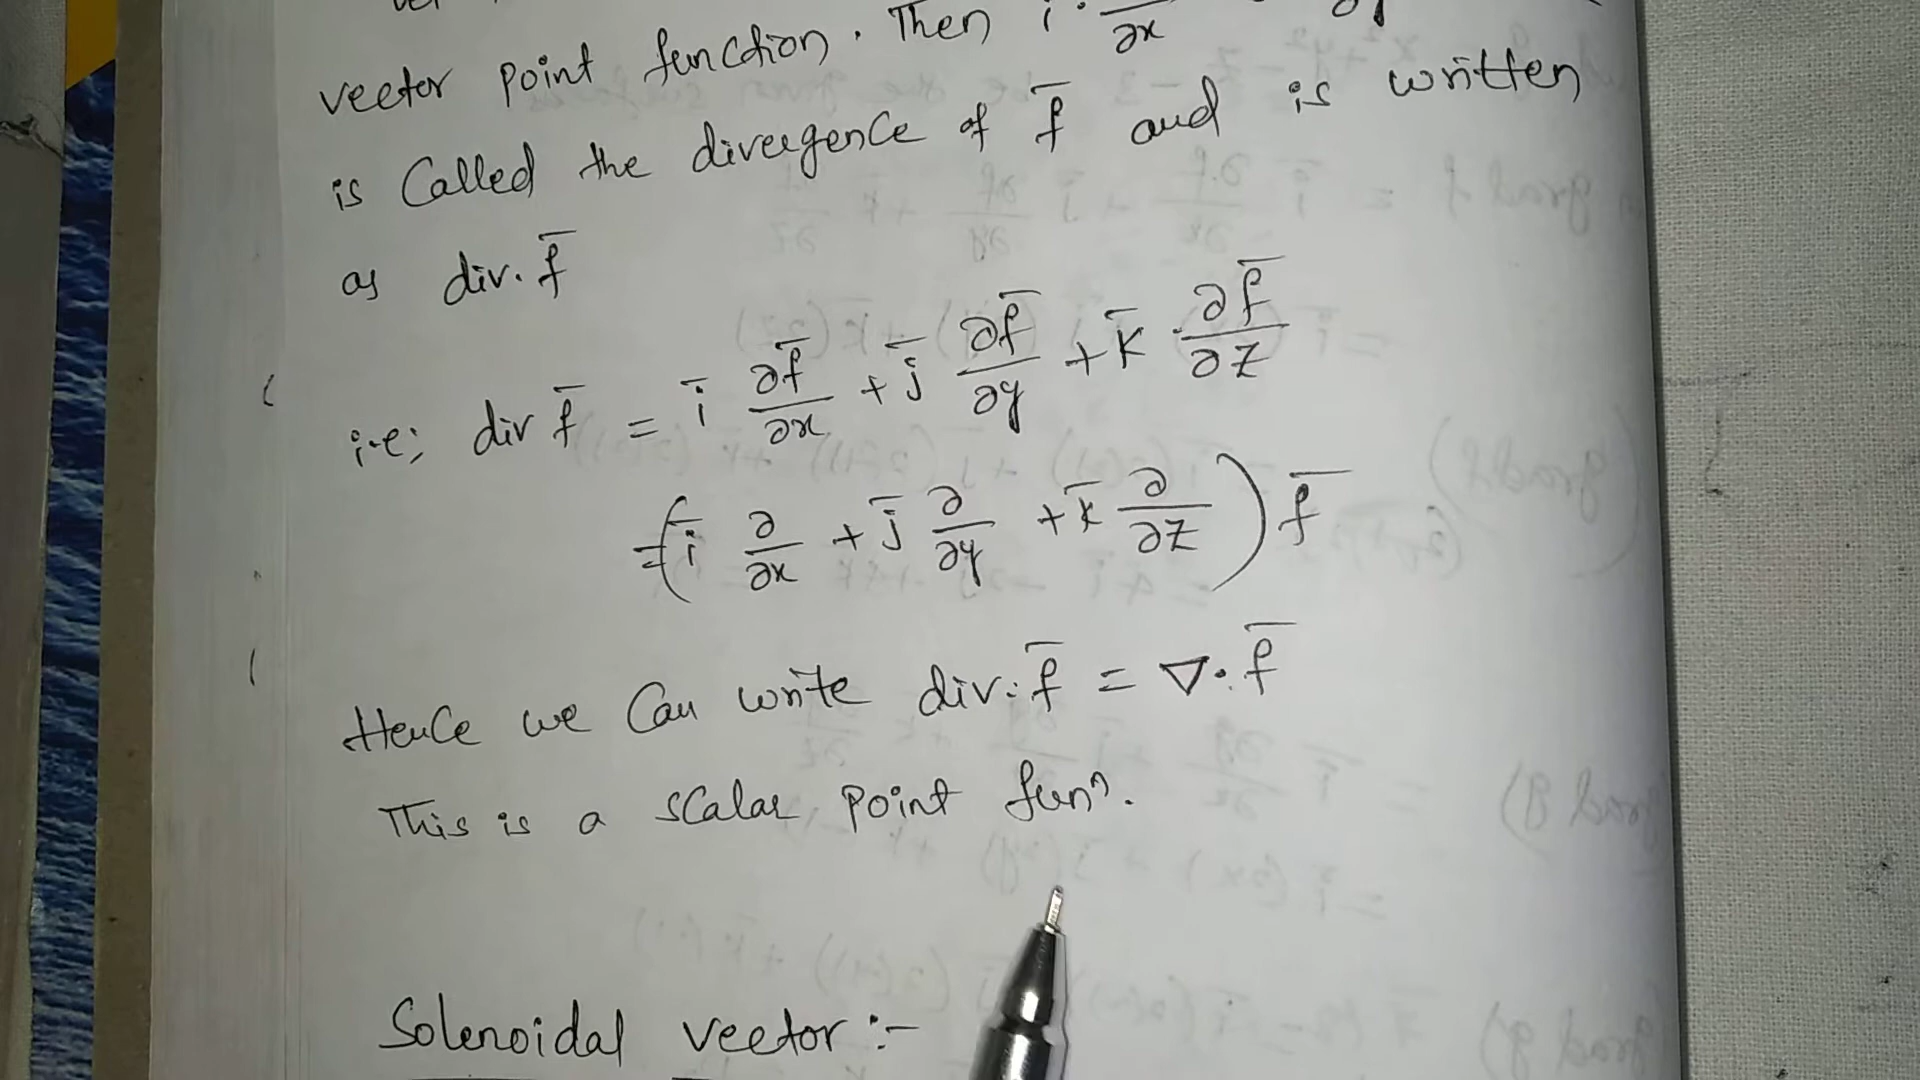 vector point function. Then i · ∂x
is called the divergence of f̄ and is written
as div. f̄
i.e; div f̄ = ī ∂f̄/∂x + j̄ ∂f̄/∂y + k̄ · ∂f̄/∂z
= (ī ∂/∂x + j̄ ∂/∂y + k̄ ∂/∂z) f̄
Hence we can write div. f̄ = ∇. f̄
This is a scalar point funⁿ.
Solenoidal vector :-